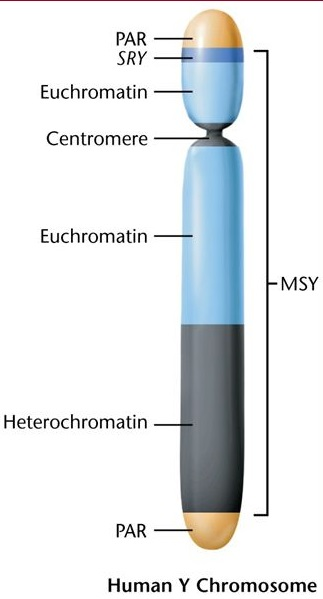 PAR
SRY
Euchromatin
Centromere
Euchromatin
MSY
Heterochromatin
PAR
Human Y Chromosome